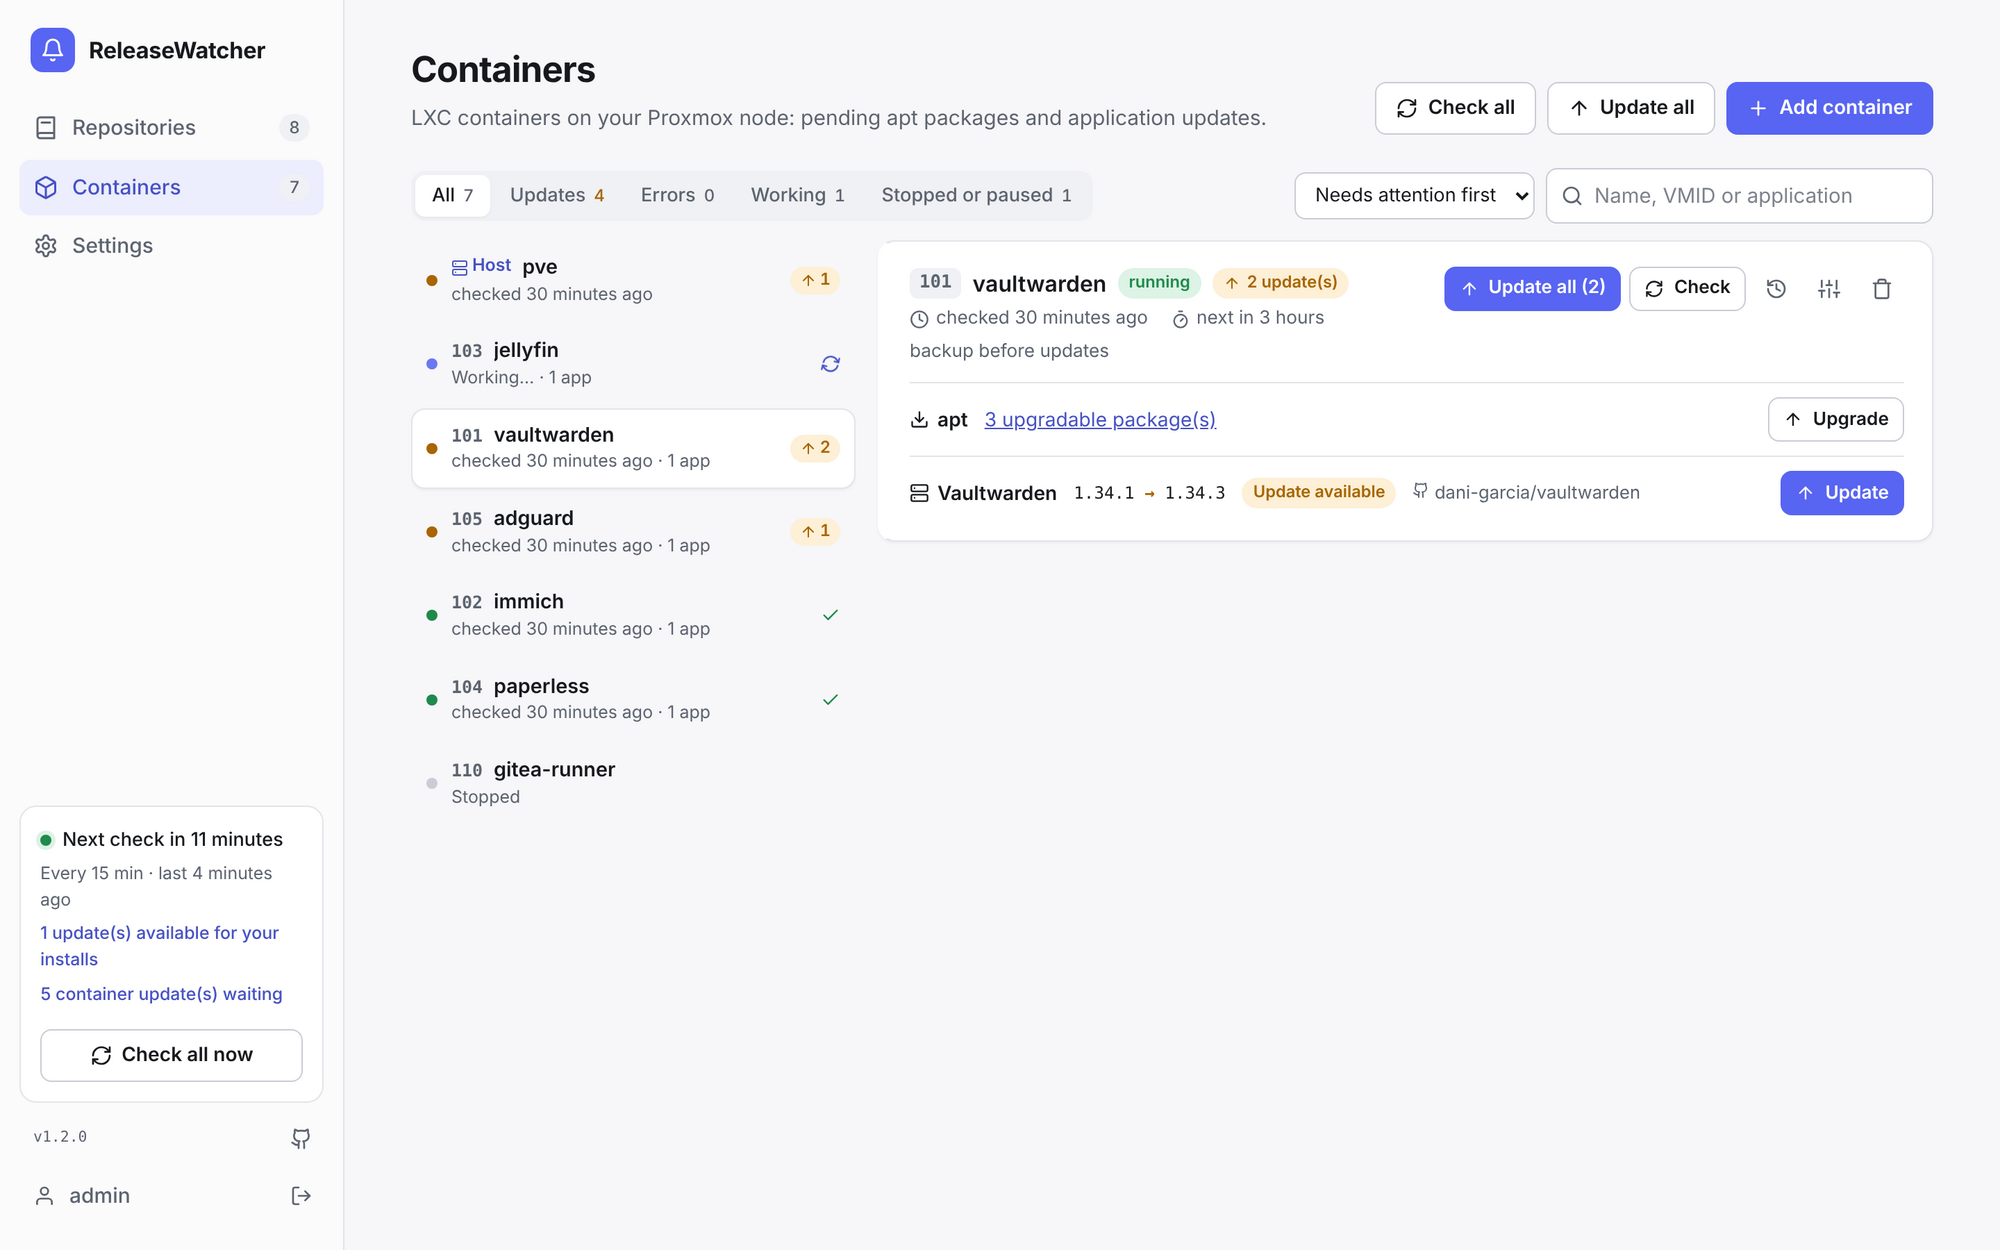 ReleaseWatcher
Repositories 8
Containers 7
Settings
Next check in 11 minutes
Every 15 min · last 4 minutes
ago
1 update(s) available for your
installs
5 container update(s) waiting
Check all now
v1.2.0
admin
Containers
LXC containers on your Proxmox node: pending apt packages and application updates.
Check all
Update all
Add container
All 7
Updates 4
Errors 0
Working 1
Stopped or paused 1
Needs attention first
Name, VMID or application
Host pve
checked 30 minutes ago
↑ 1
103 jellyfin
Working... · 1 app
101 vaultwarden
checked 30 minutes ago · 1 app
↑ 2
105 adguard
checked 30 minutes ago · 1 app
↑ 1
102 immich
checked 30 minutes ago · 1 app
104 paperless
checked 30 minutes ago · 1 app
110 gitea-runner
Stopped
101 vaultwarden running ↑ 2 update(s)
Update all (2)
Check
checked 30 minutes ago next in 3 hours
backup before updates
apt 3 upgradable package(s)
Upgrade
Vaultwarden 1.34.1 → 1.34.3 Update available dani-garcia/vaultwarden
Update